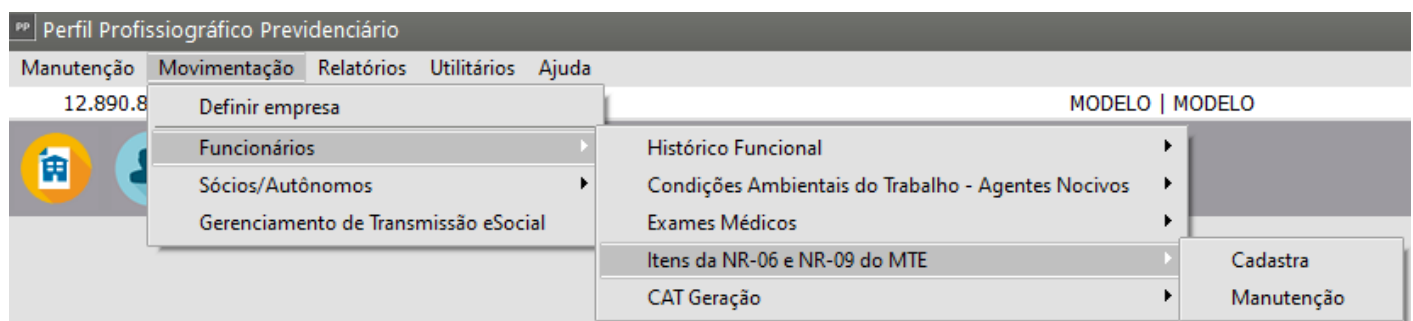 PP Perfil Profissiográfico Previdenciário
Manutenção Movimentação Relatórios Utilitários Ajuda
12.890.8 MODELO | MODELO
Definir empresa
Funcionários
Sócios/Autônomos
Gerenciamento de Transmissão eSocial
Histórico Funcional
Condições Ambientais do Trabalho - Agentes Nocivos
Exames Médicos
Itens da NR-06 e NR-09 do MTE
CAT Geração
Cadastra
Manutenção